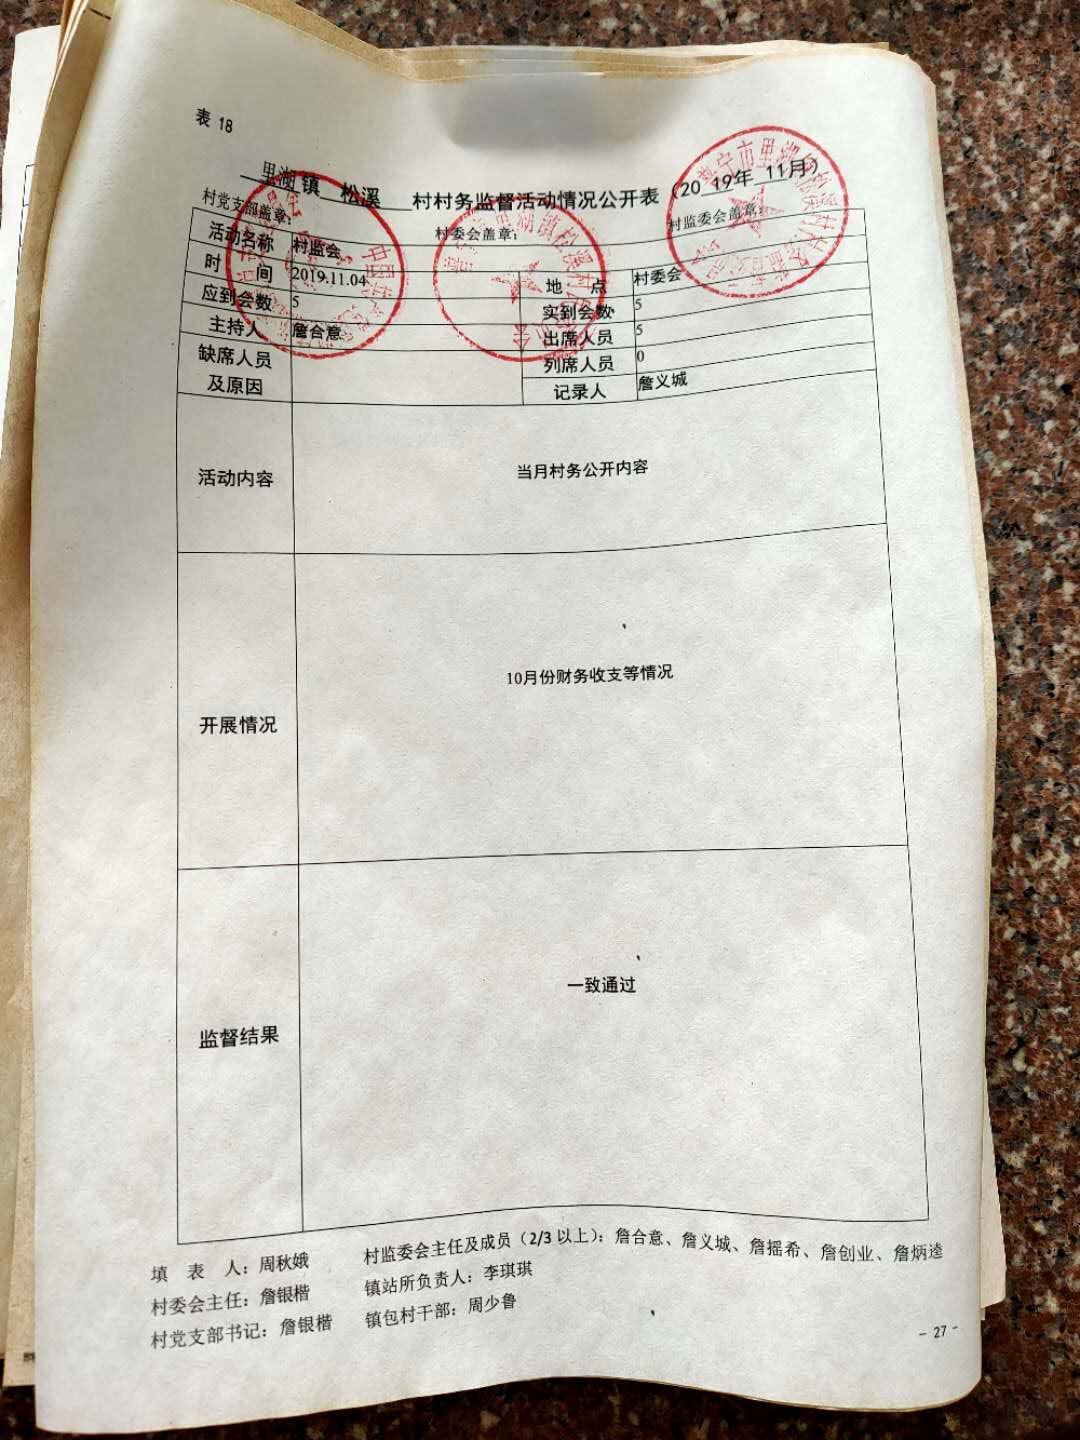 表 18
里湖 镇 松溪 村村务监督活动情况公开表（20 19年 11月）
村党支部盖章： 村委会盖章： 村监委会盖章：
活动名称 村监会
时 间 2019.11.04 地 点 村委会
应到会数 5 实到会数 5
主持人 詹合意 出席人员 5
缺席人员 列席人员 0
及原因 记录人 詹义城
活动内容 当月村务公开内容
开展情况 10月份财务收支等情况
监督结果 一致通过
填 表 人：周秋娥 村监委会主任及成员（2/3 以上）：詹合意、詹义城、詹摇希、詹创业、詹炳逵
村委会主任：詹银楷 镇站所负责人：李琪琪
村党支部书记：詹银楷 镇包村干部：周少鲁
- 27 -